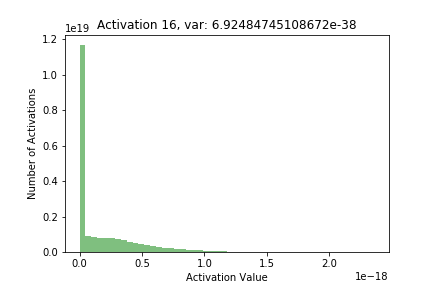 Activation 16, var: 6.92484745108672e-38
1e19
1.2
1.0
0.8
0.6
0.4
0.2
0.0
Number of Activations
0.0 0.5 1.0 1.5 2.0
1e-18
Activation Value